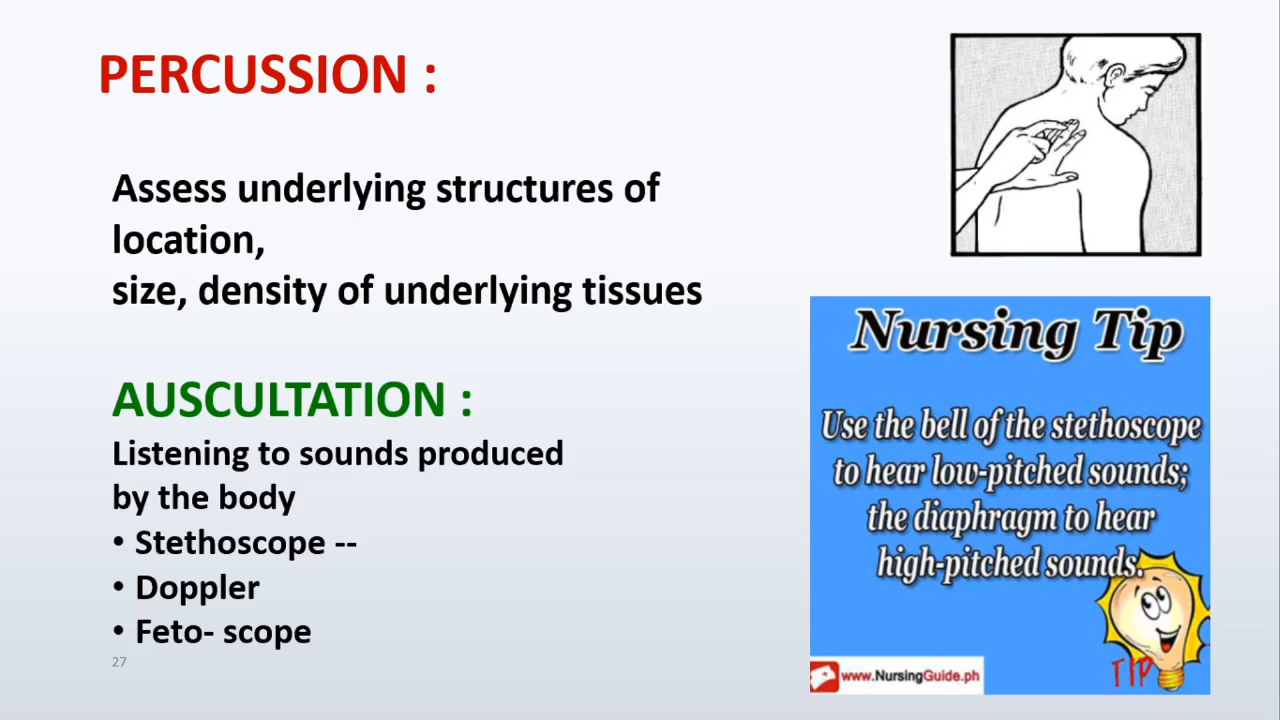 PERCUSSION :
Assess underlying structures of
location,
size, density of underlying tissues
AUSCULTATION :
Listening to sounds produced
by the body
• Stethoscope --
• Doppler
• Feto- scope
27
Nursing Tip
Use the bell of the stethoscope
to hear low-pitched sounds;
the diaphragm to hear
high-pitched sounds.
TIP
www.NursingGuide.ph